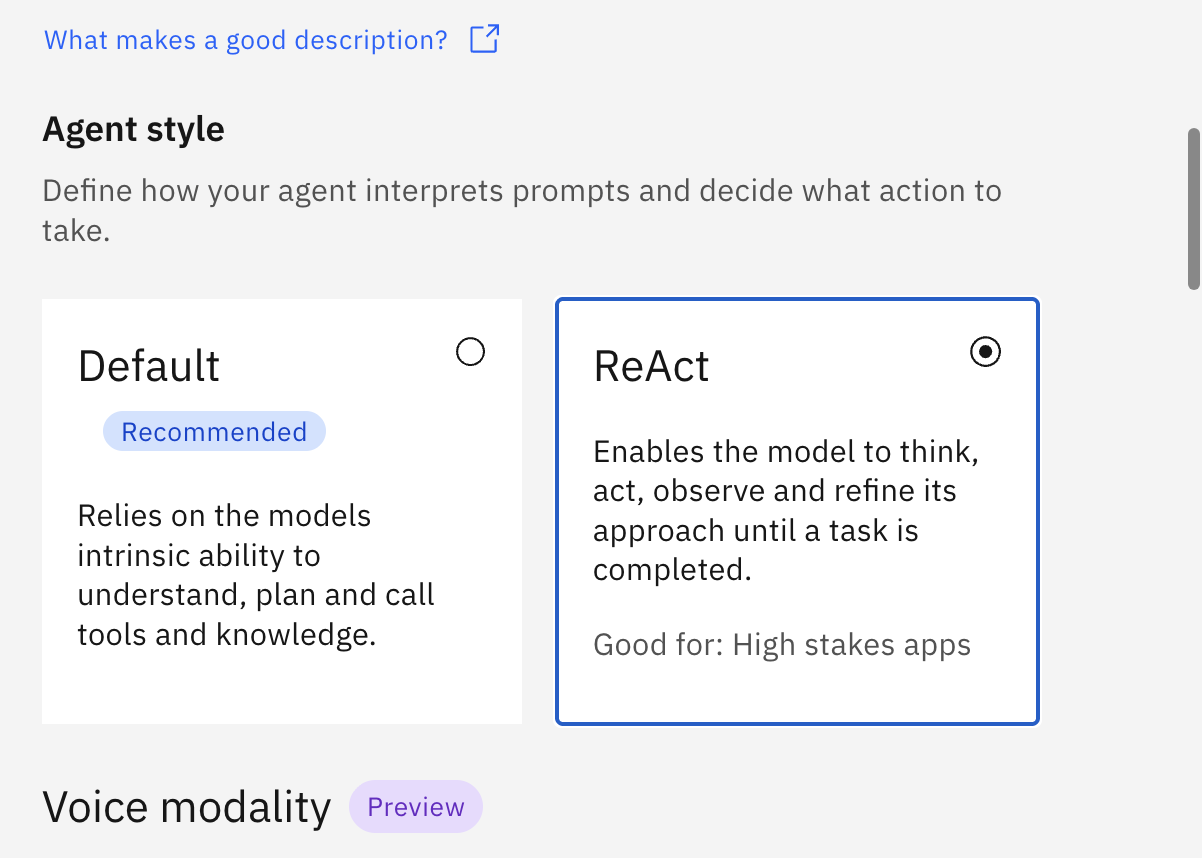 What makes a good description?
Agent style
Define how your agent interprets prompts and decide what action to
take.
Default
Recommended
Relies on the models
intrinsic ability to
understand, plan and call
tools and knowledge.
ReAct
Enables the model to think,
act, observe and refine its
approach until a task is
completed.
Good for: High stakes apps
Voice modality Preview